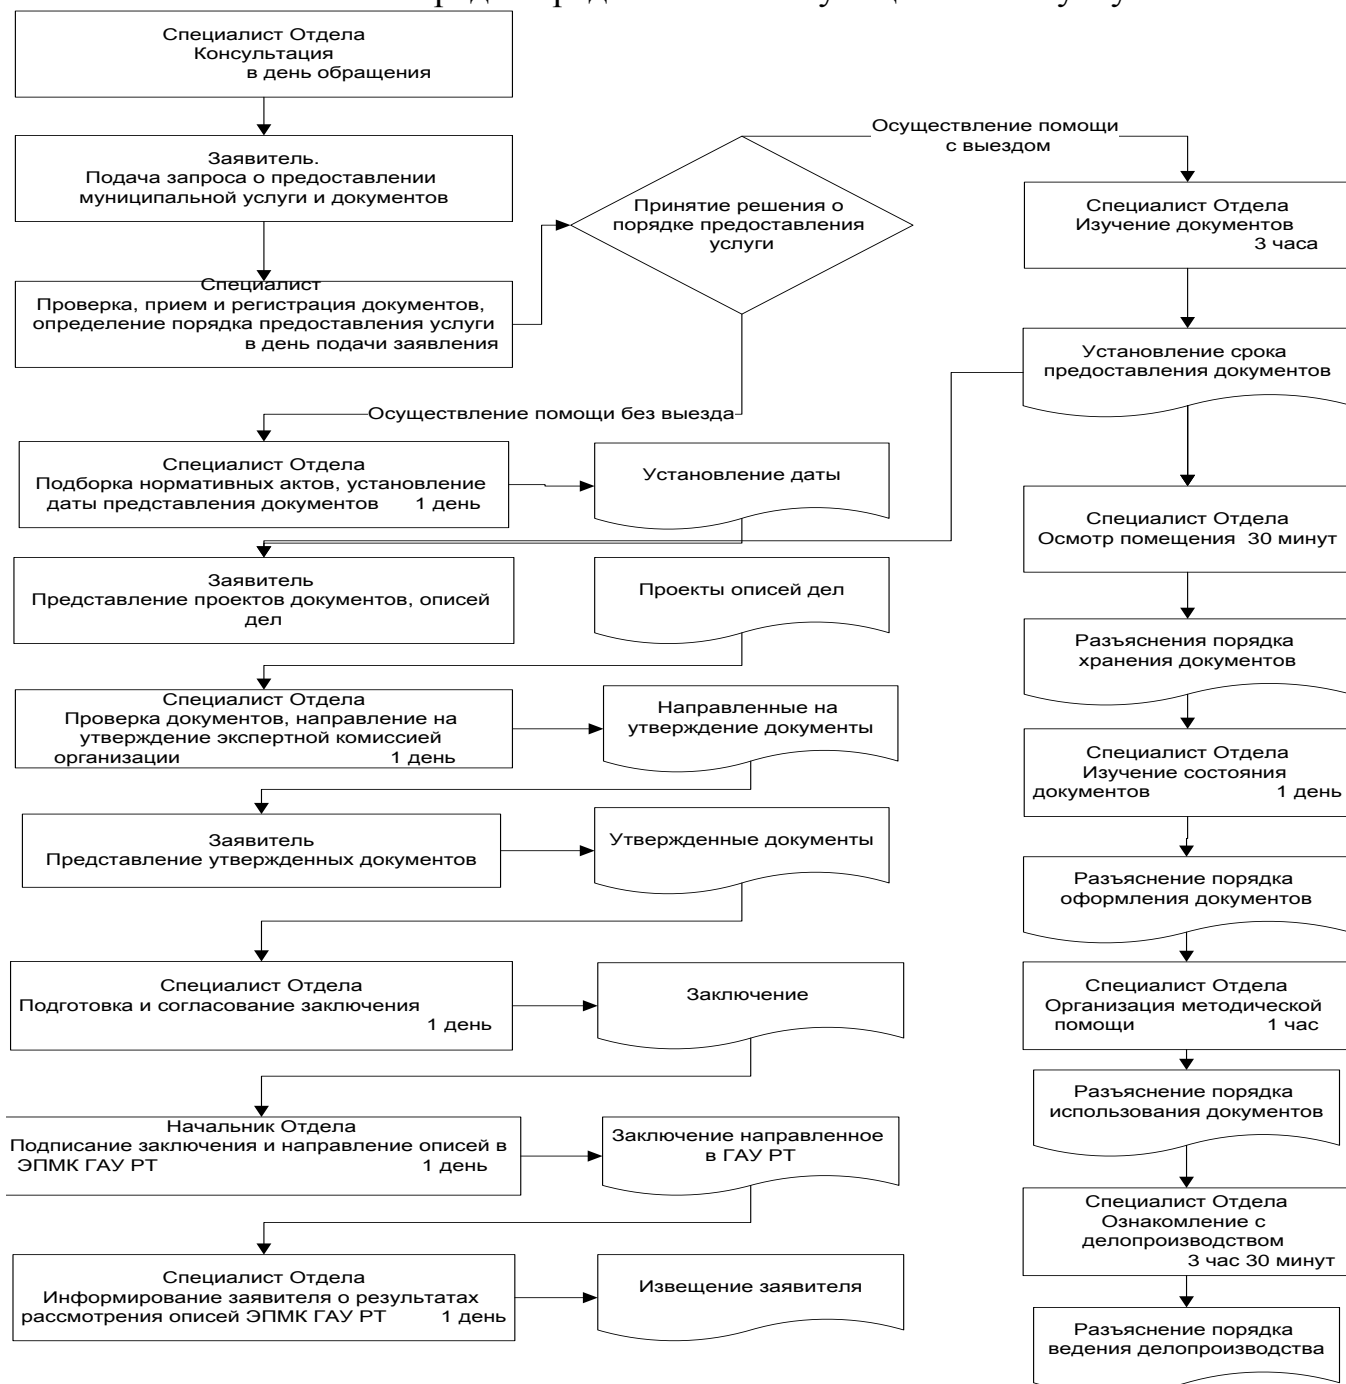 Специалист Отдела
Консультация
в день обращения
Заявитель.
Подача запроса о предоставлении
муниципальной услуги и документов
Специалист
Проверка, прием и регистрация документов,
определение порядка предоставления услуги
в день подачи заявления
Принятие решения о
порядке предоставления
услуги
Осуществление помощи
с выездом
Осуществление помощи без выезда
Специалист Отдела
Подборка нормативных актов, установление
даты представления документов 1 день
Установление даты
Заявитель
Представление проектов документов, описей
дел
Проекты описей дел
Специалист Отдела
Проверка документов, направление на
утверждение экспертной комиссией
организации 1 день
Направленные на
утверждение документы
Заявитель
Представление утвержденных документов
Утвержденные документы
Специалист Отдела
Подготовка и согласование заключения
1 день
Заключение
Начальник Отдела
Подписание заключения и направление описей в
ЭПМК ГАУ РТ 1 день
Заключение направленное
в ГАУ РТ
Специалист Отдела
Информирование заявителя о результатах
рассмотрения описей ЭПМК ГАУ РТ 1 день
Извещение заявителя
Специалист Отдела
Изучение документов
3 часа
Установление срока
предоставления документов
Специалист Отдела
Осмотр помещения 30 минут
Разъяснения порядка
хранения документов
Специалист Отдела
Изучение состояния
документов 1 день
Разъяснение порядка
оформления документов
Специалист Отдела
Организация методической
помощи 1 час
Разъяснение порядка
использования документов
Специалист Отдела
Ознакомление с
делопроизводством
3 час 30 минут
Разъяснение порядка
ведения делопроизводства